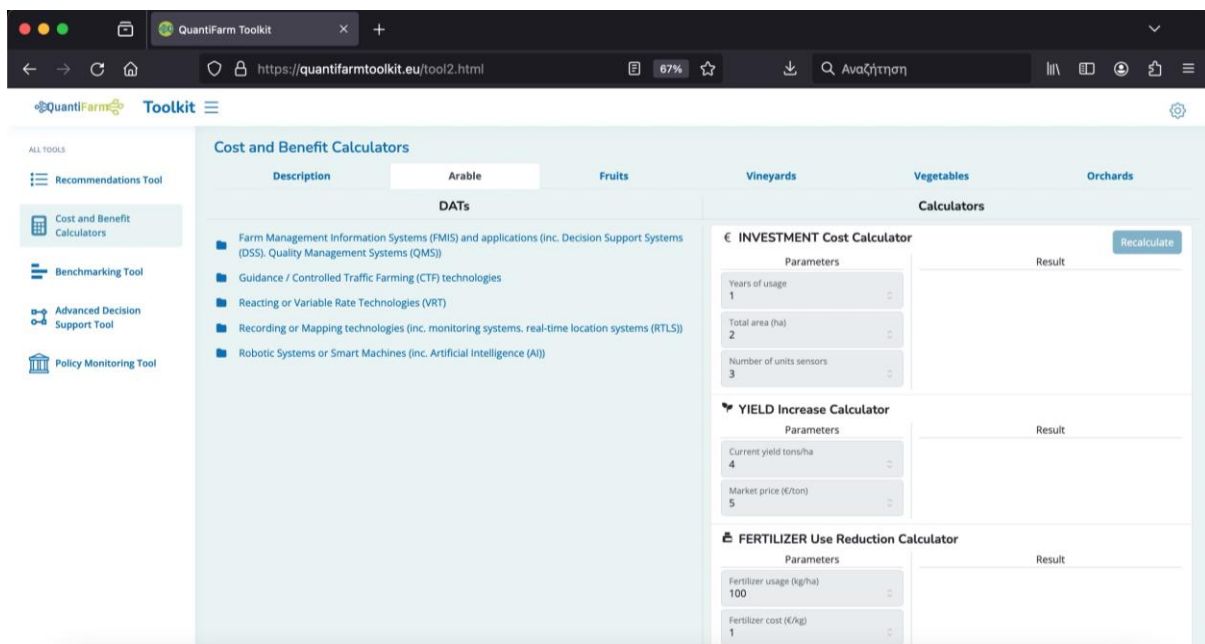 QuantiFarm Toolkit
https://quantifarmtoolkit.eu/tool2.html
67%
Αναζήτηση
QuantiFarm
Toolkit
ALL TOOLS
Recommendations Tool
Cost and Benefit
Calculators
Benchmarking Tool
Advanced Decision
Support Tool
Policy Monitoring Tool
Cost and Benefit Calculators
Description
Arable
Fruits
Vineyards
Vegetables
Orchards
DATs
Calculators
Farm Management Information Systems (FMIS) and applications (inc. Decision Support Systems
(DSS). Quality Management Systems (QMS))
Guidance / Controlled Traffic Farming (CTF) technologies
Reacting or Variable Rate Technologies (VRT)
Recording or Mapping technologies (inc. monitoring systems. real-time location systems (RTLS))
Robotic Systems or Smart Machines (inc. Artificial Intelligence (AI))
€ INVESTMENT Cost Calculator
Recalculate
Parameters
Result
Years of usage
1
Total area (ha)
2
Number of units sensors
3
YIELD Increase Calculator
Parameters
Result
Current yield tons/ha
4
Market price (€/ton)
5
FERTILIZER Use Reduction Calculator
Parameters
Result
Fertilizer usage (kg/ha)
100
Fertilizer cost (€/kg)
1